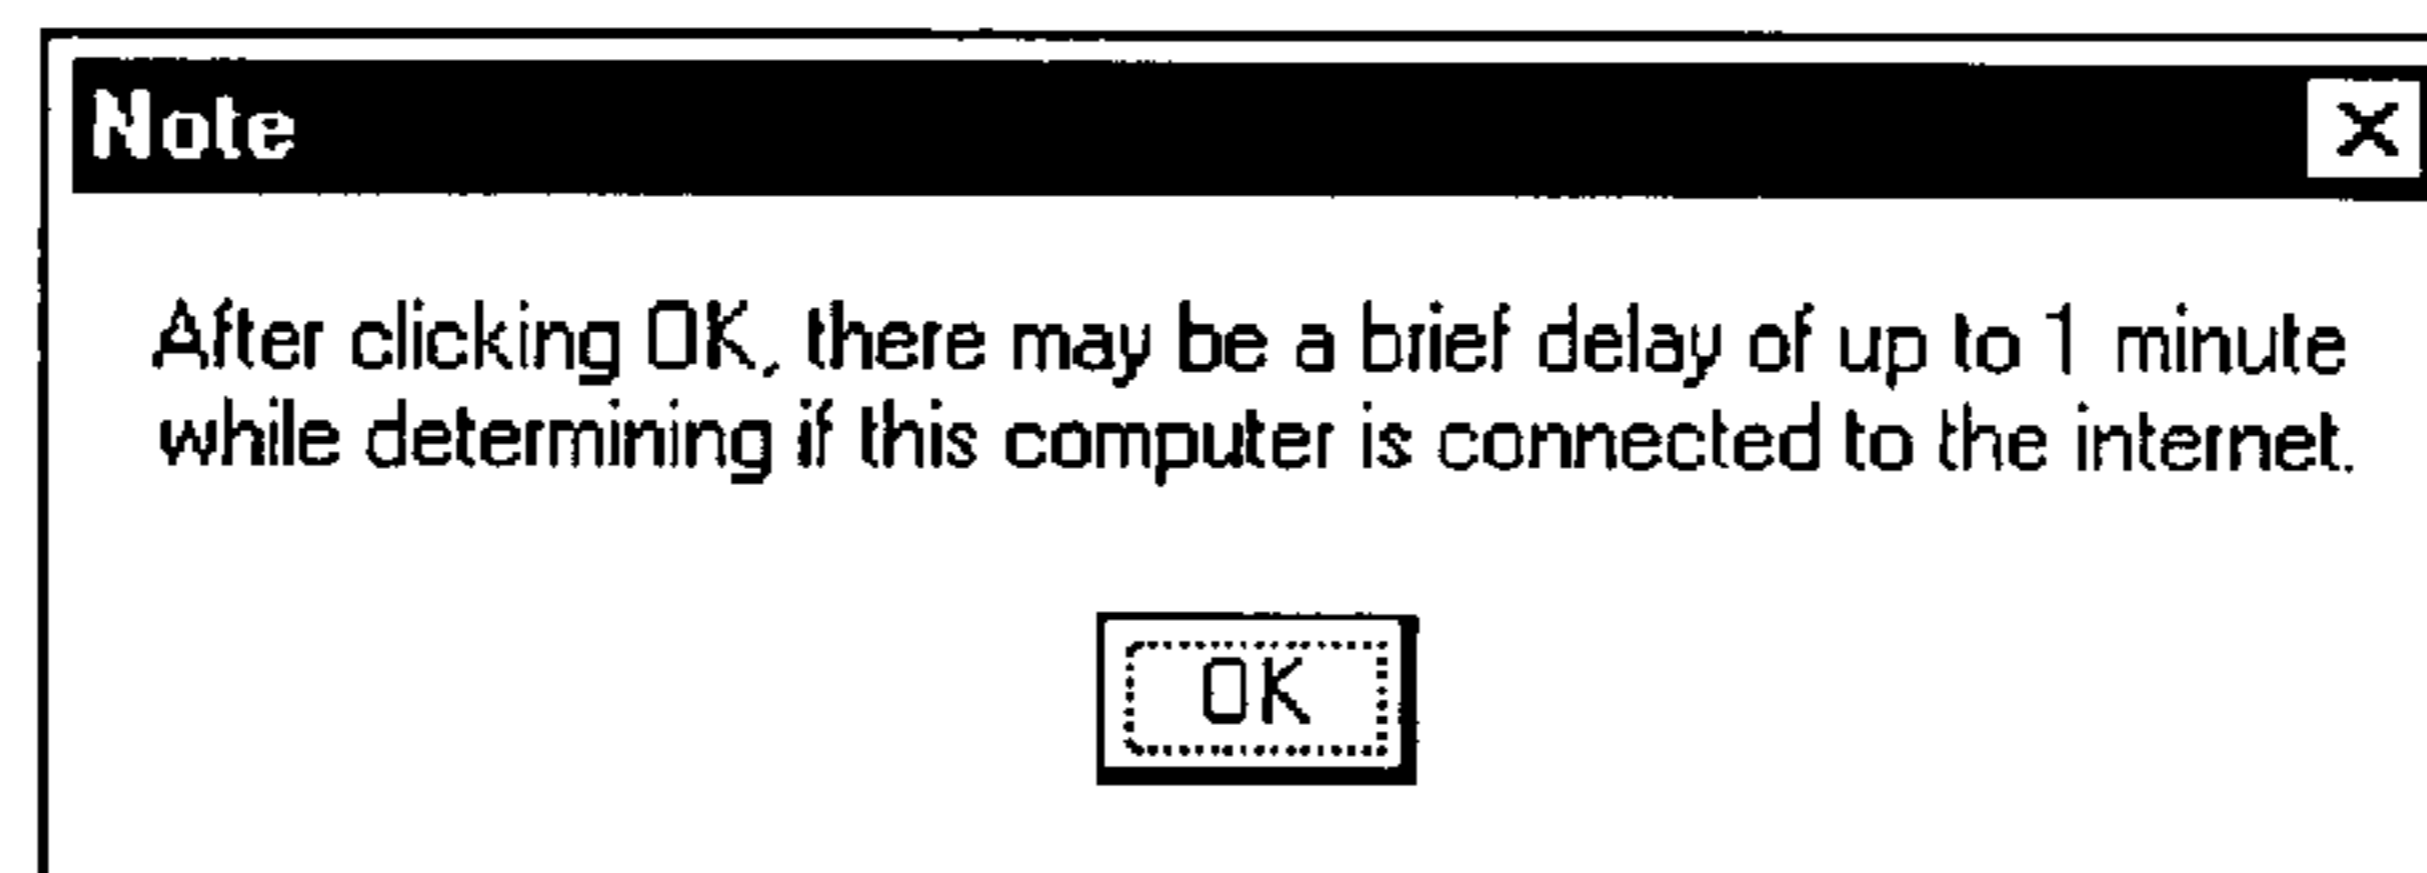 Note
After clicking OK, there may be a brief delay of up to 1 minute
while determining if this computer is connected to the internet.
OK